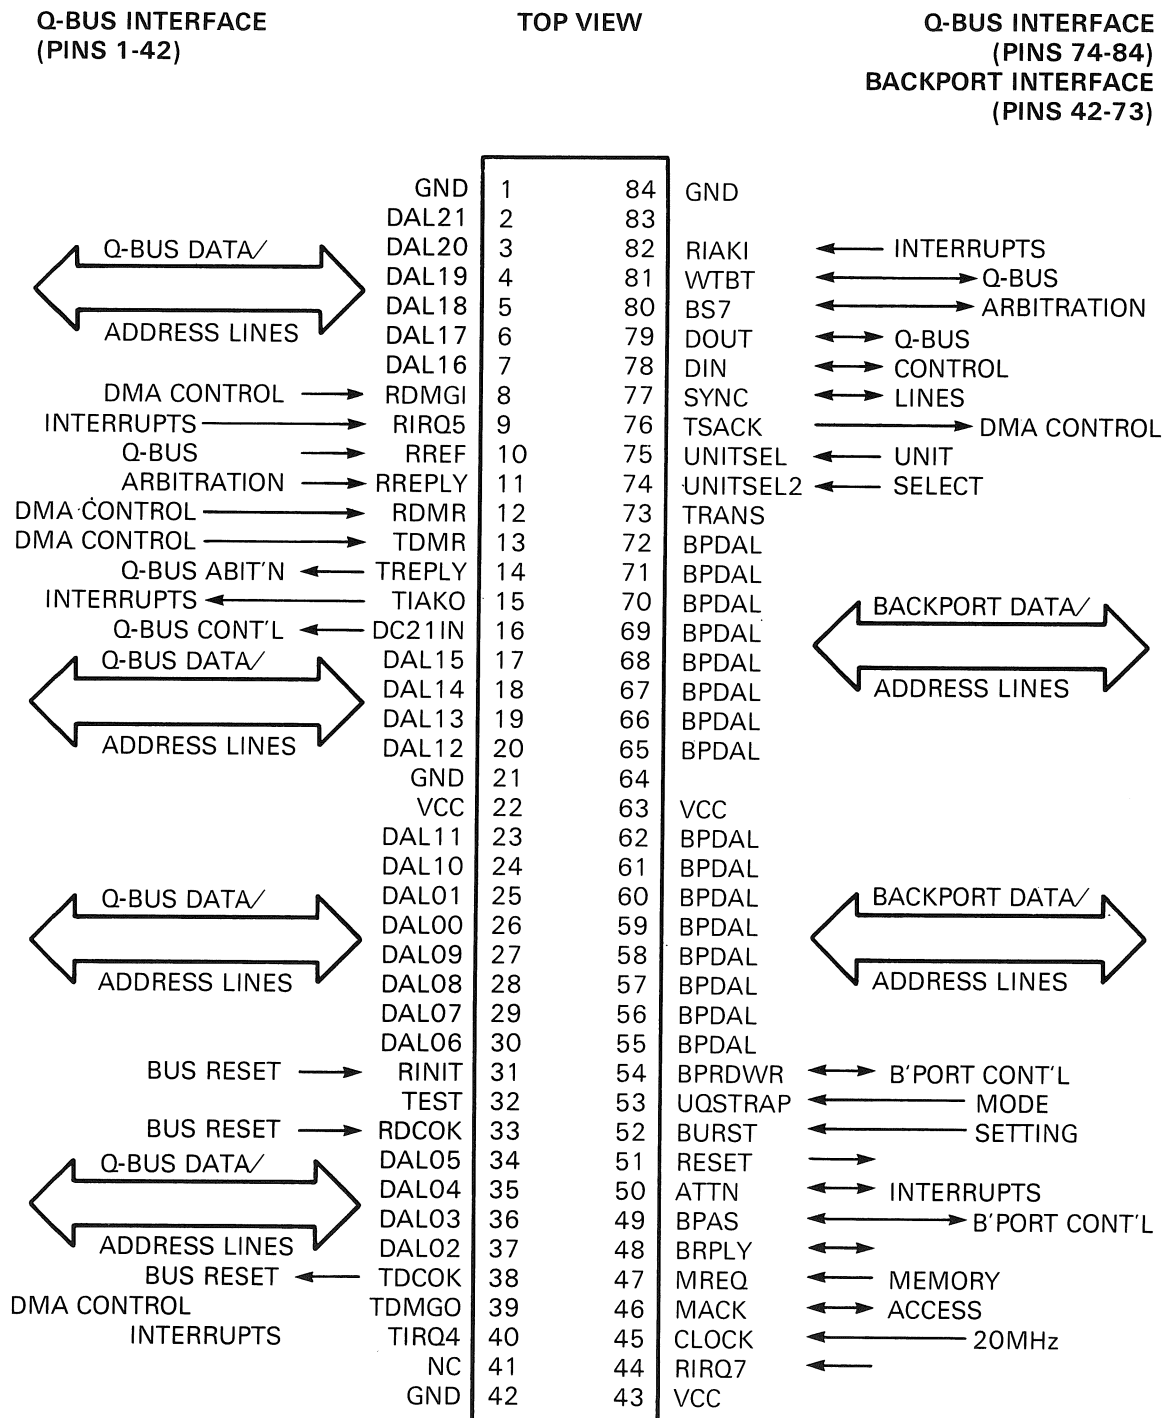 Q-BUS INTERFACE
(PINS 1-42)
TOP VIEW
Q-BUS INTERFACE
(PINS 74-84)
BACKPORT INTERFACE
(PINS 42-73)
GND 1 84 GND
DAL21 2 83
Q-BUS DATA/ DAL20 3 82 RIAKI INTERRUPTS
DAL19 4 81 WTBT Q-BUS
DAL18 5 80 BS7 ARBITRATION
ADDRESS LINES DAL17 6 79 DOUT Q-BUS
DAL16 7 78 DIN CONTROL
DMA CONTROL RDMGI 8 77 SYNC LINES
INTERRUPTS RIRQ5 9 76 TSACK DMA CONTROL
Q-BUS RREF 10 75 UNITSEL UNIT
ARBITRATION RREPLY 11 74 UNITSEL2 SELECT
DMA CONTROL RDMR 12 73 TRANS
DMA CONTROL TDMR 13 72 BPDAL
Q-BUS ABIT'N TREPLY 14 71 BPDAL
INTERRUPTS TIAKO 15 70 BPDAL BACKPORT DATA/
Q-BUS CONT'L DC21IN 16 69 BPDAL
Q-BUS DATA/ DAL15 17 68 BPDAL
DAL14 18 67 BPDAL ADDRESS LINES
DAL13 19 66 BPDAL
ADDRESS LINES DAL12 20 65 BPDAL
GND 21 64
VCC 22 63 VCC
DAL11 23 62 BPDAL
DAL10 24 61 BPDAL
Q-BUS DATA/ DAL01 25 60 BPDAL BACKPORT DATA/
DAL00 26 59 BPDAL
DAL09 27 58 BPDAL
ADDRESS LINES DAL08 28 57 BPDAL ADDRESS LINES
DAL07 29 56 BPDAL
DAL06 30 55 BPDAL
BUS RESET RINIT 31 54 BPRDWR B'PORT CONT'L
TEST 32 53 UQSTRAP MODE
BUS RESET RDCOK 33 52 BURST SETTING
Q-BUS DATA/ DAL05 34 51 RESET
DAL04 35 50 ATTN INTERRUPTS
DAL03 36 49 BPAS B'PORT CONT'L
ADDRESS LINES DAL02 37 48 BRPLY
BUS RESET TDCOK 38 47 MREQ MEMORY
DMA CONTROL TDMGO 39 46 MACK ACCESS
INTERRUPTS TIRQ4 40 45 CLOCK 20MHz
NC 41 44 RIRQ7
GND 42 43 VCC